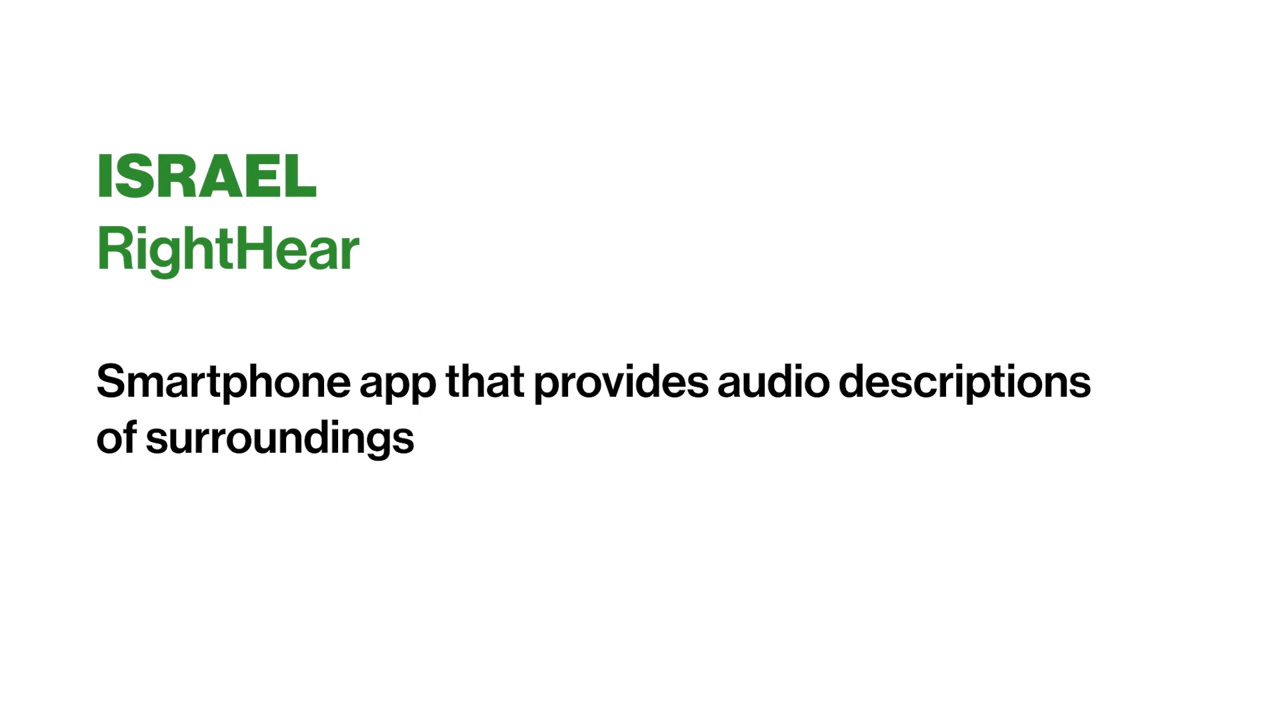 ISRAEL
RightHear
Smartphone app that provides audio descriptions
of surroundings